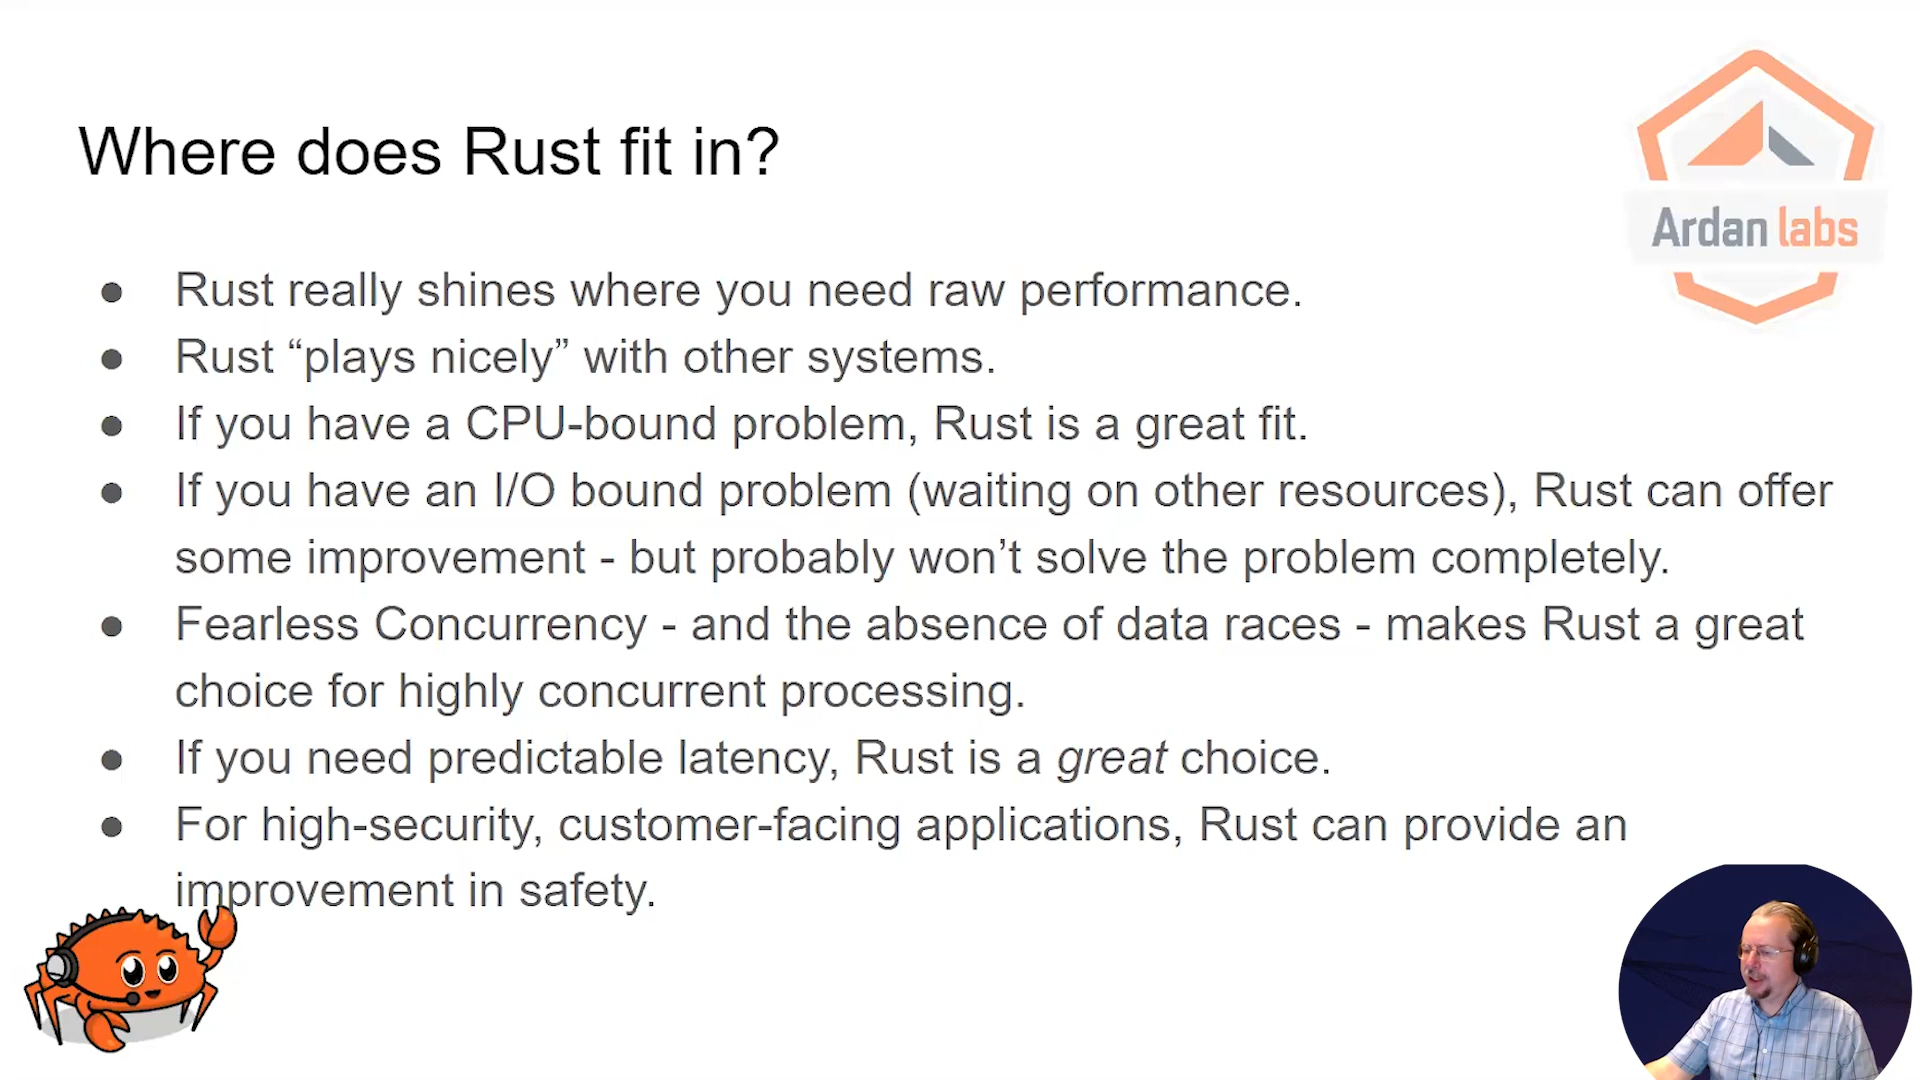 Where does Rust fit in?
Ardan labs
● Rust really shines where you need raw performance.
● Rust “plays nicely” with other systems.
● If you have a CPU-bound problem, Rust is a great fit.
● If you have an I/O bound problem (waiting on other resources), Rust can offer
some improvement - but probably won’t solve the problem completely.
● Fearless Concurrency - and the absence of data races - makes Rust a great
choice for highly concurrent processing.
● If you need predictable latency, Rust is a great choice.
● For high-security, customer-facing applications, Rust can provide an
improvement in safety.